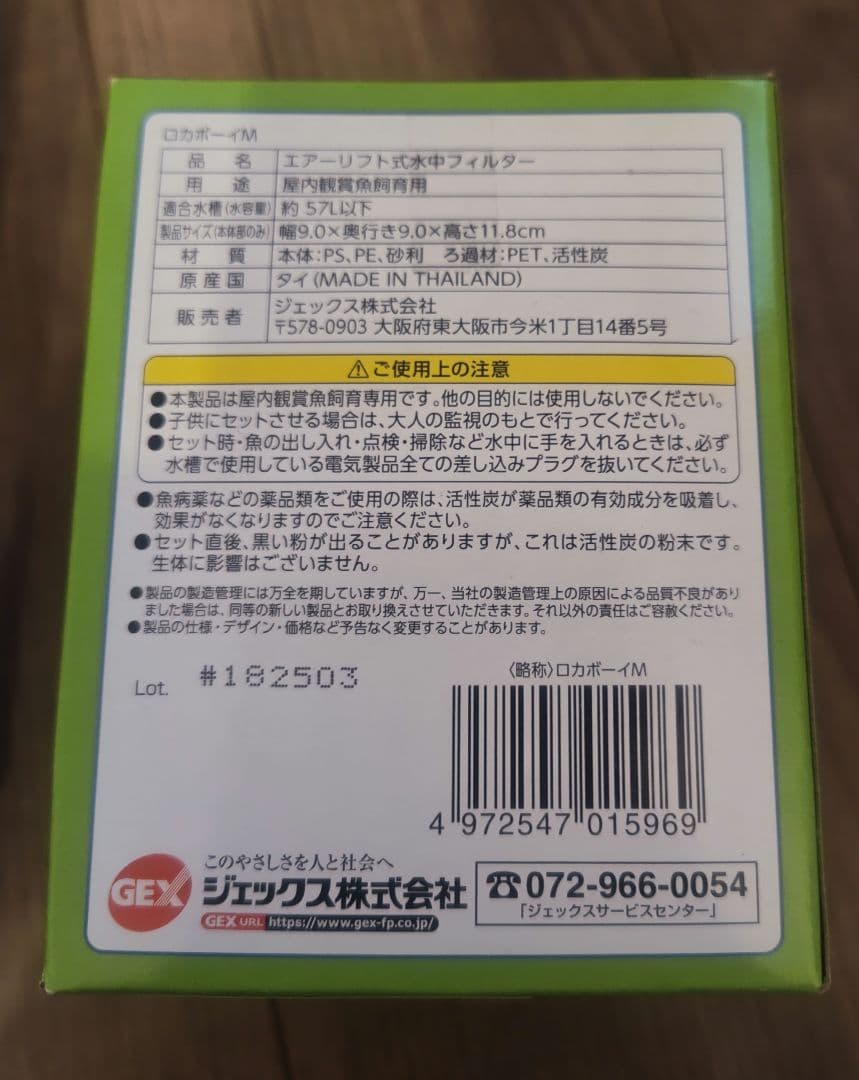 ロカボーイM
品 名 エアーリフト式水中フィルター
用 途 屋内観賞魚飼育用
適合水槽(水容量) 約 57L以下
製品サイズ(本体部のみ) 幅9.0×奥行き9.0×高さ11.8cm
材 質 本体:PS、PE、砂利 ろ過材:PET、活性炭
原産国 タイ(MADE IN THAILAND)
販売者 ジェックス株式会社
〒578-0903 大阪府東大阪市今米1丁目14番5号
⚠ご使用上の注意
●本製品は屋内観賞魚飼育専用です。他の目的には使用しないでください。
●子供にセットさせる場合は、大人の監視のもとで行ってください。
●セット時・魚の出し入れ・点検・掃除など水中に手を入れるときは、必ず
水槽で使用している電気製品全ての差し込みプラグを抜いてください。
●魚病薬などの薬品類をご使用の際は、活性炭が薬品類の有効成分を吸着し、
効果がなくなりますのでご注意ください。
●セット直後、黒い粉が出ることがありますが、これは活性炭の粉末です。
生体に影響はございません。
●製品の製造管理には万全を期していますが、万一、当社の製造管理上の原因による品質不良があり
ました場合は、同等の新しい製品とお取り換えさせていただきます。それ以外の責任はご容赦ください。
●製品の仕様・デザイン・価格など予告なく変更することがあります。
Lot. #182503
〈略称〉ロカボーイM
4 972547 015969
GEX
このやさしさを人と社会へ
ジェックス株式会社
GEX URL https://www.gex-fp.co.jp/
☎072-966-0054
「ジェックスサービスセンター」